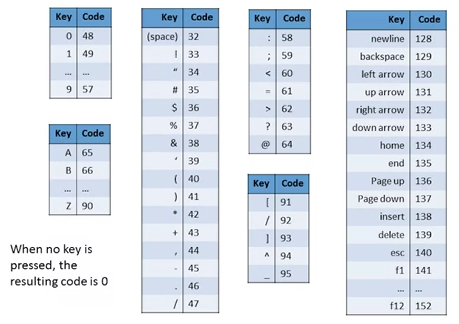 Key Code
0 48
1 49
... ...
9 57
Key Code
A 65
B 66
... ...
Z 90
When no key is
pressed, the
resulting code is 0
Key Code
(space) 32
! 33
“ 34
# 35
$ 36
% 37
& 38
‘ 39
( 40
) 41
* 42
+ 43
, 44
- 45
. 46
/ 47
Key Code
: 58
; 59
< 60
= 61
> 62
? 63
@ 64
Key Code
[ 91
/ 92
] 93
^ 94
_ 95
Key Code
newline 128
backspace 129
left arrow 130
up arrow 131
right arrow 132
down arrow 133
home 134
end 135
Page up 136
Page down 137
insert 138
delete 139
esc 140
f1 141
... ...
f12 152